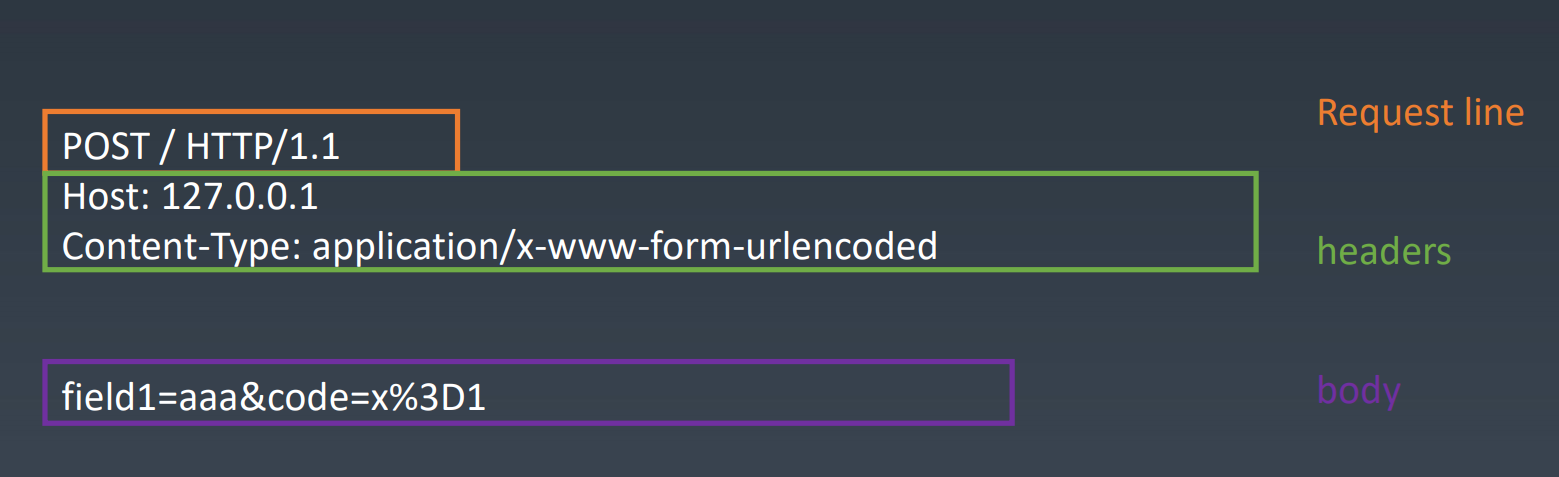 Request line
POST / HTTP/1.1
Host: 127.0.0.1
Content-Type: application/x-www-form-urlencoded
headers
field1=aaa&code=x%3D1
body